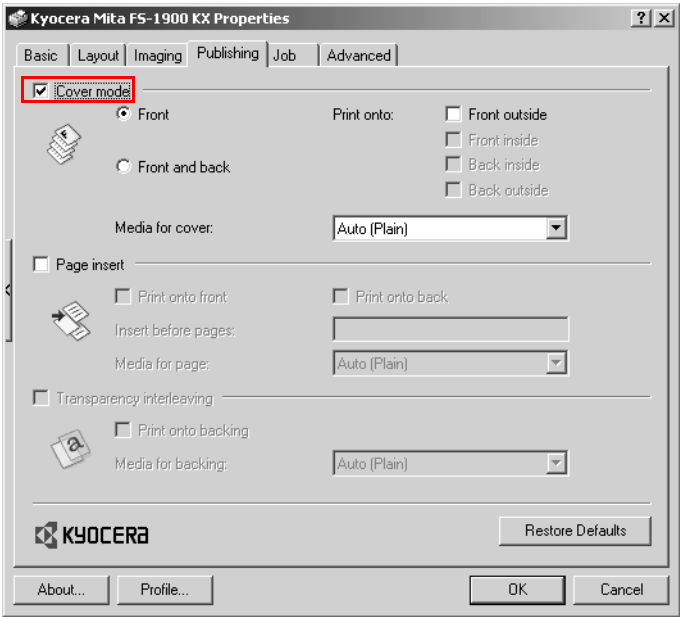 Kyocera Mita FS-1900 KX Properties
Basic Layout Imaging Publishing Job Advanced
Cover mode
Front Print onto: Front outside
Front inside
Front and back Back inside
Back outside
Media for cover: Auto (Plain)
Page insert
Print onto front Print onto back
Insert before pages:
Media for page: Auto (Plain)
Transparency interleaving
Print onto backing
Media for backing: Auto (Plain)
KYOCERA Restore Defaults
About... Profile... OK Cancel